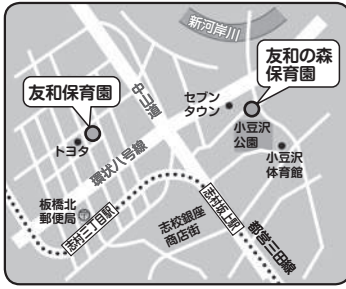 新河岸川
友和の森
保育園
友和保育園
中山道
セブン
タウン
小豆沢
公園
トヨタ
小豆沢
体育館
環状八号線
板橋北
郵便局
志村三丁目駅
志村坂上駅
志校銀座
商店街
都営三田線